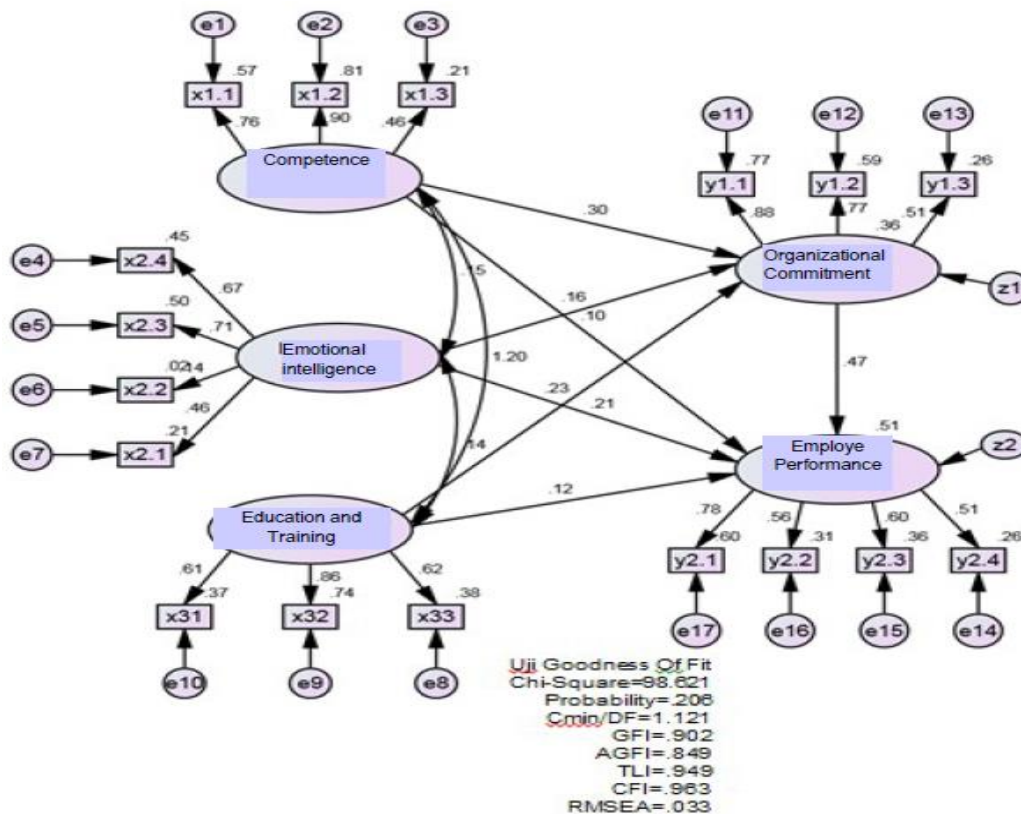 e1 e2 e3
.57 .81 .21
x1.1 x1.2 x1.3
.76 .90 .46
Competence
e11 e12 e13
.77 .59 .26
y1.1 y1.2 y1.3
.88 .77 .36 .51
.30
Organizational
Commitment
z1
e4 x2.4 .45
.67
e5 x2.3 .50
.71
e6 x2.2 .02 .14
e7 x2.1 .21
.46
Emotional
intelligence
.15
.16
.10
1.20
.23
.21
.47
.14
.12
.51
Employe
Performance
z2
Education and
Training
.61 .86 .62
.37 .74 .38
x31 x32 x33
e10 e9 e8
.78 .56 .60 .51
.60 .31 .36 .26
y2.1 y2.2 y2.3 y2.4
e17 e16 e15 e14
Uji Goodness Of Fit
Chi-Square=98.621
Probability=.206
Cmin/DF=1.121
GFI=.902
AGFI=.849
TLI=.949
CFI=.963
RMSEA=.033